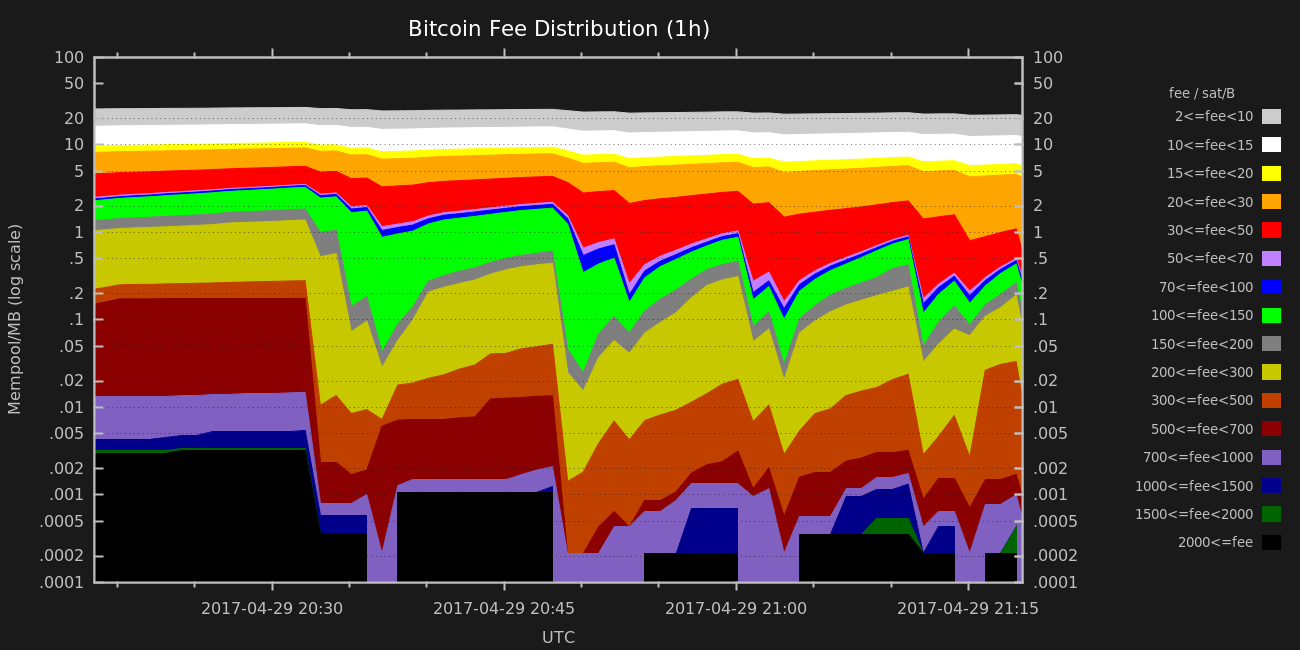 Bitcoin Fee Distribution (1h)
100
50
20
10
5
2
1
.5
.2
.1
.05
.02
.01
.005
.002
.001
.0005
.0002
.0001
Mempool/MB (log scale)
100
50
20
10
5
2
1
.5
.2
.1
.05
.02
.01
.005
.002
.001
.0005
.0002
.0001
2017-04-29 20:30
2017-04-29 20:45
2017-04-29 21:00
2017-04-29 21:15
UTC
fee / sat/B
2<=fee<10
10<=fee<15
15<=fee<20
20<=fee<30
30<=fee<50
50<=fee<70
70<=fee<100
100<=fee<150
150<=fee<200
200<=fee<300
300<=fee<500
500<=fee<700
700<=fee<1000
1000<=fee<1500
1500<=fee<2000
2000<=fee